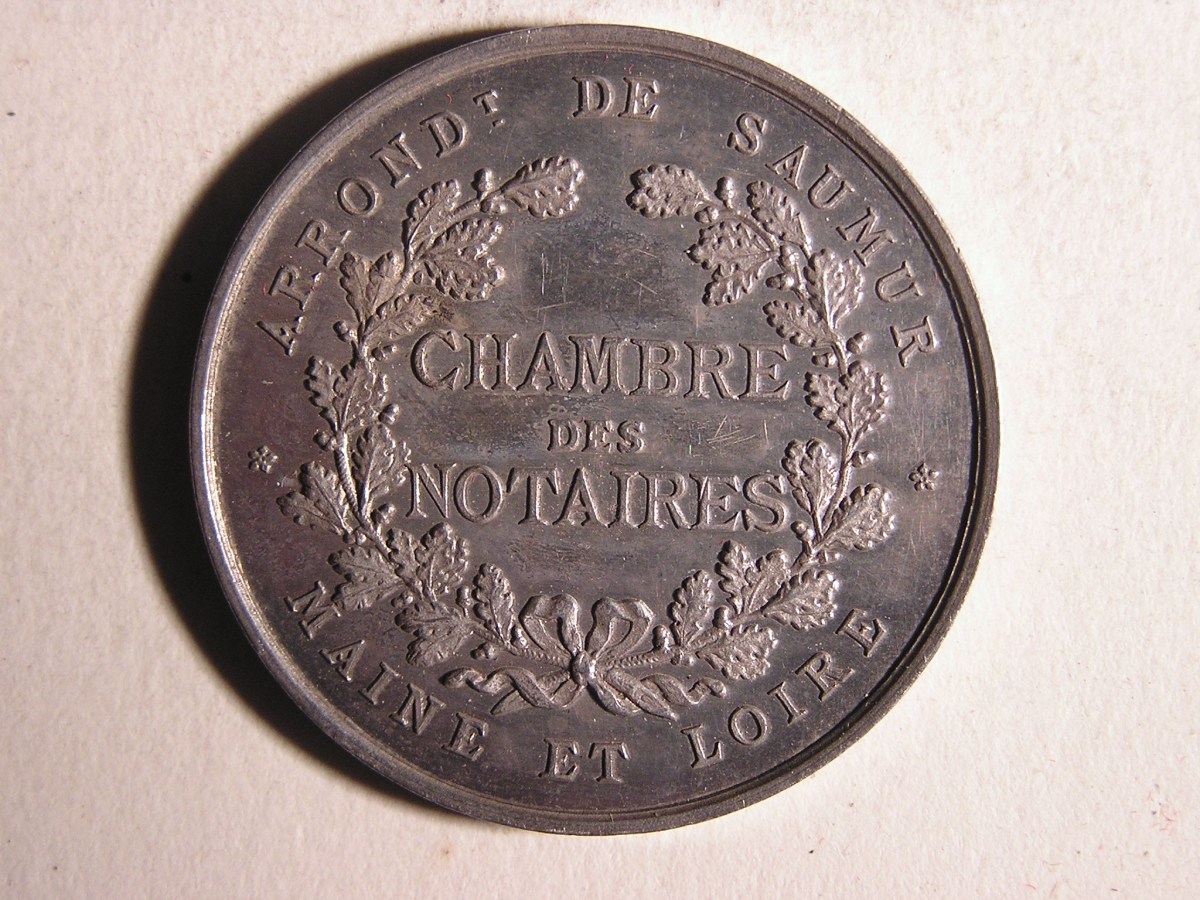 ARRONDT DE SAUMUR
CHAMBRE
DES
NOTAIRES
MAINE ET LOIRE